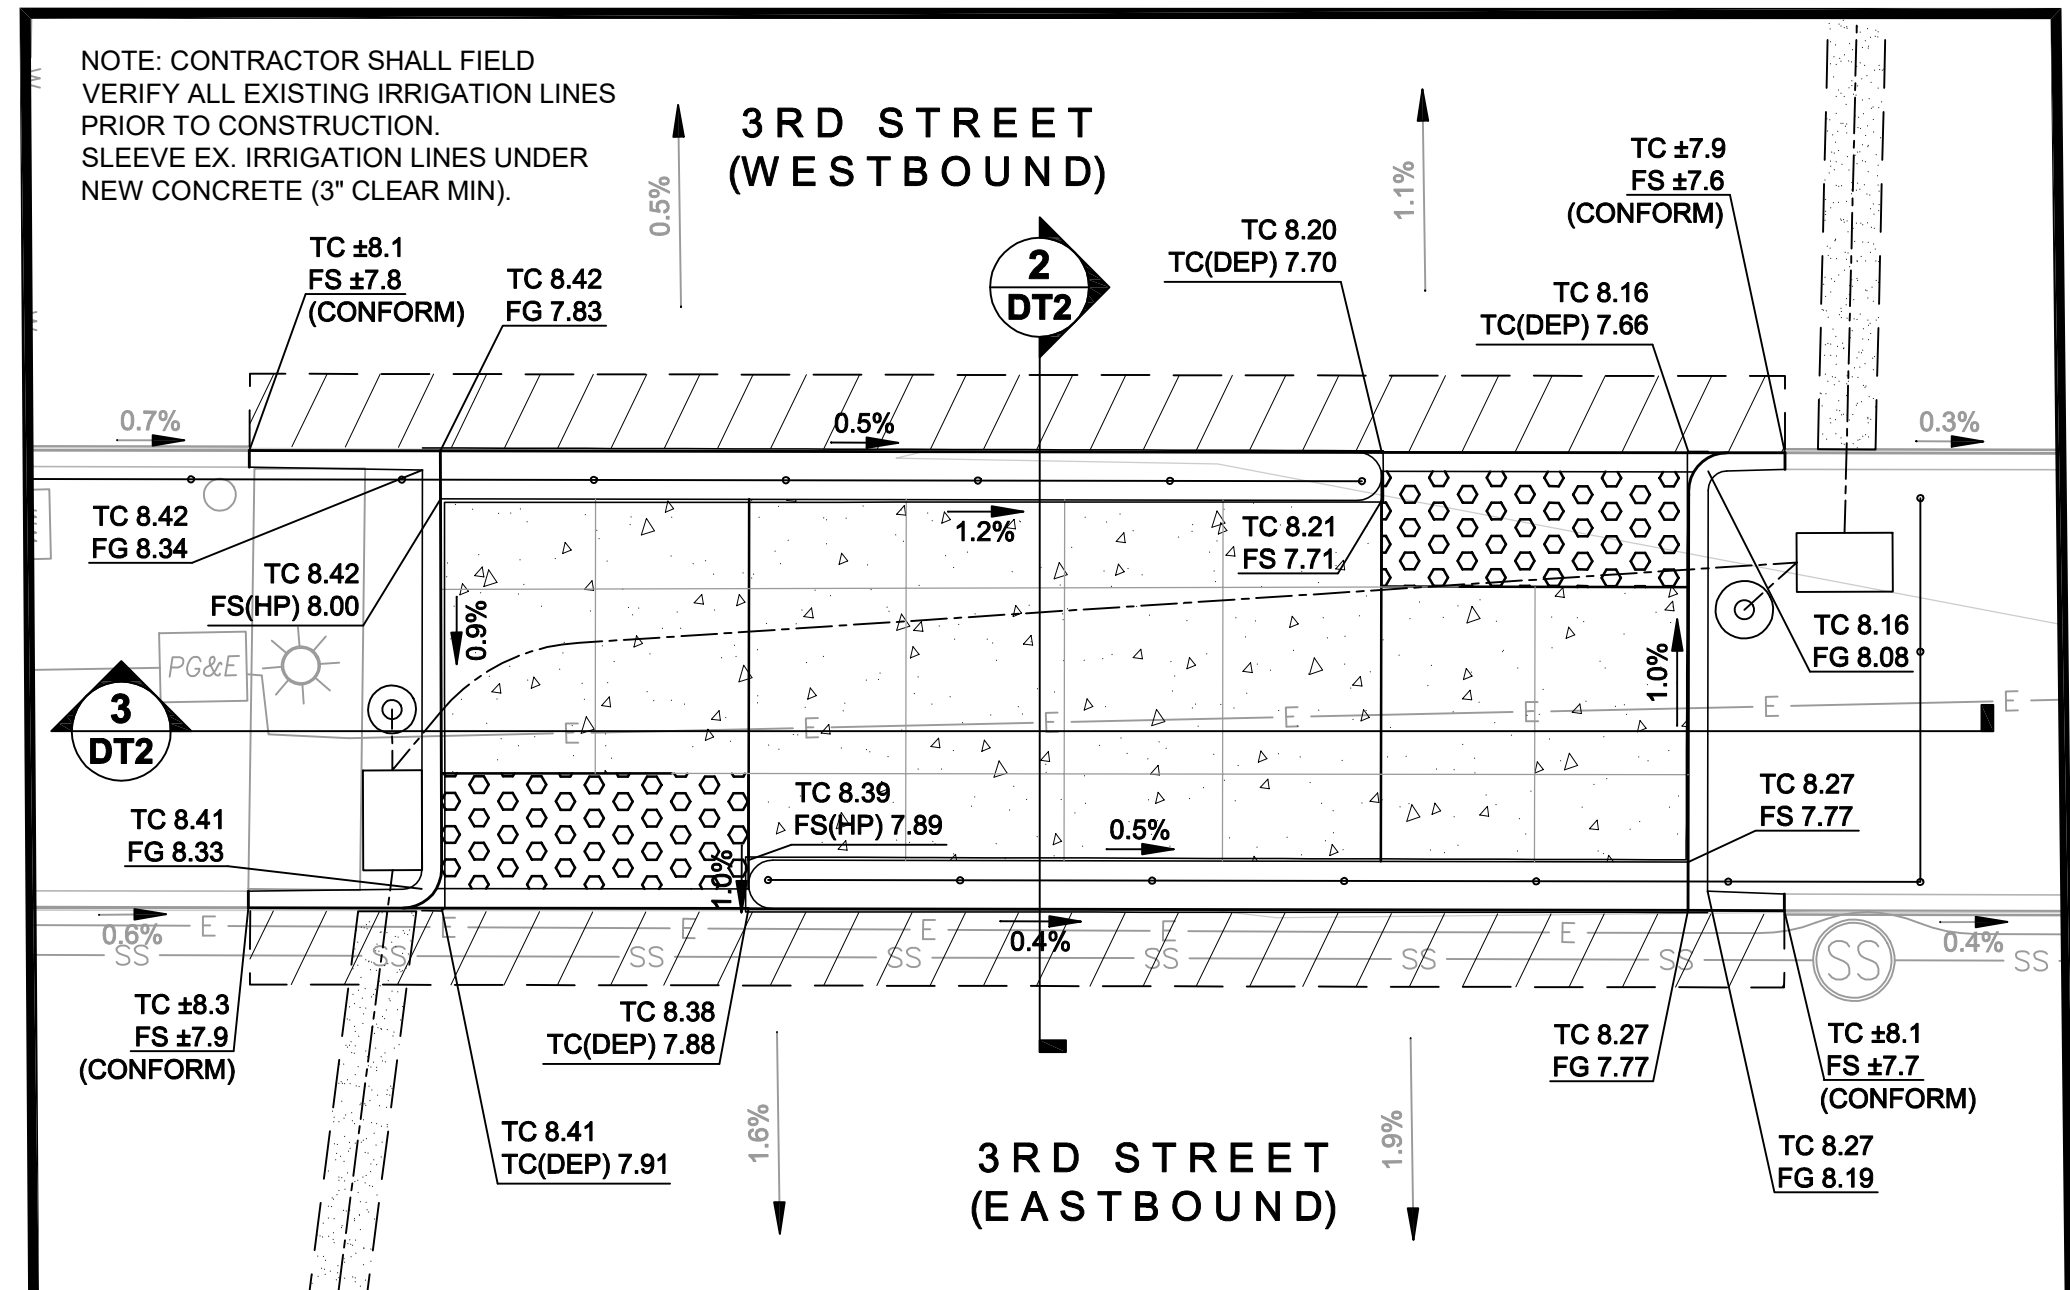 NOTE: CONTRACTOR SHALL FIELD
VERIFY ALL EXISTING IRRIGATION LINES
PRIOR TO CONSTRUCTION.
SLEEVE EX. IRRIGATION LINES UNDER
NEW CONCRETE (3" CLEAR MIN).
3RD STREET
(WESTBOUND)
0.5%
1.1%
TC ±7.9
FS ±7.6
(CONFORM)
TC ±8.1
FS ±7.8
(CONFORM)
TC 8.42
FG 7.83
2
DT2
TC 8.20
TC(DEP) 7.70
TC 8.16
TC(DEP) 7.66
0.7%
0.5%
0.3%
TC 8.42
FG 8.34
1.2%
TC 8.21
FS 7.71
TC 8.42
FS(HP) 8.00
0.9%
TC 8.16
FG 8.08
1.0%
PG&E
3
DT2
E
E
E
E
E
E
E
TC 8.41
FG 8.33
TC 8.39
FS(HP) 7.89
0.5%
TC 8.27
FS 7.77
1.0%
0.6%
E
E
E
E
E
E
0.4%
0.4%
SS
SS
SS
SS
SS
SS
SS
SS
SS
TC ±8.3
FS ±7.9
(CONFORM)
TC 8.38
TC(DEP) 7.88
TC 8.27
FG 7.77
TC ±8.1
FS ±7.7
(CONFORM)
1.6%
1.9%
TC 8.41
TC(DEP) 7.91
3RD STREET
(EASTBOUND)
TC 8.27
FG 8.19